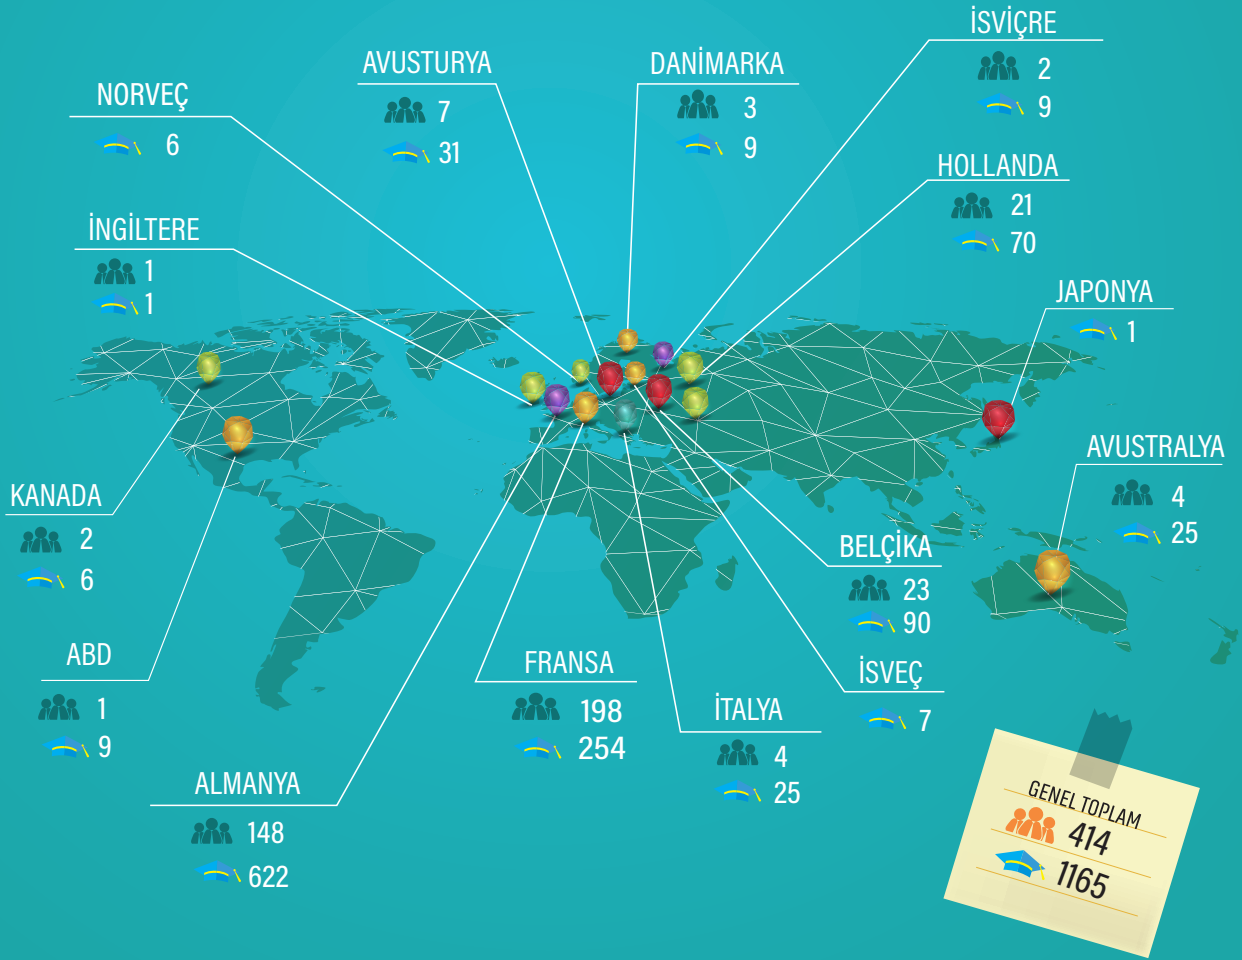 İSVİÇRE
2
9
AVUSTURYA
7
31
DANİMARKA
3
9
NORVEÇ
6
HOLLANDA
21
70
İNGİLTERE
1
1
JAPONYA
1
AVUSTRALYA
4
25
KANADA
2
6
BELÇİKA
23
90
ABD
1
9
FRANSA
198
254
İSVEÇ
7
İTALYA
4
25
ALMANYA
148
622
GENEL TOPLAM
414
1165